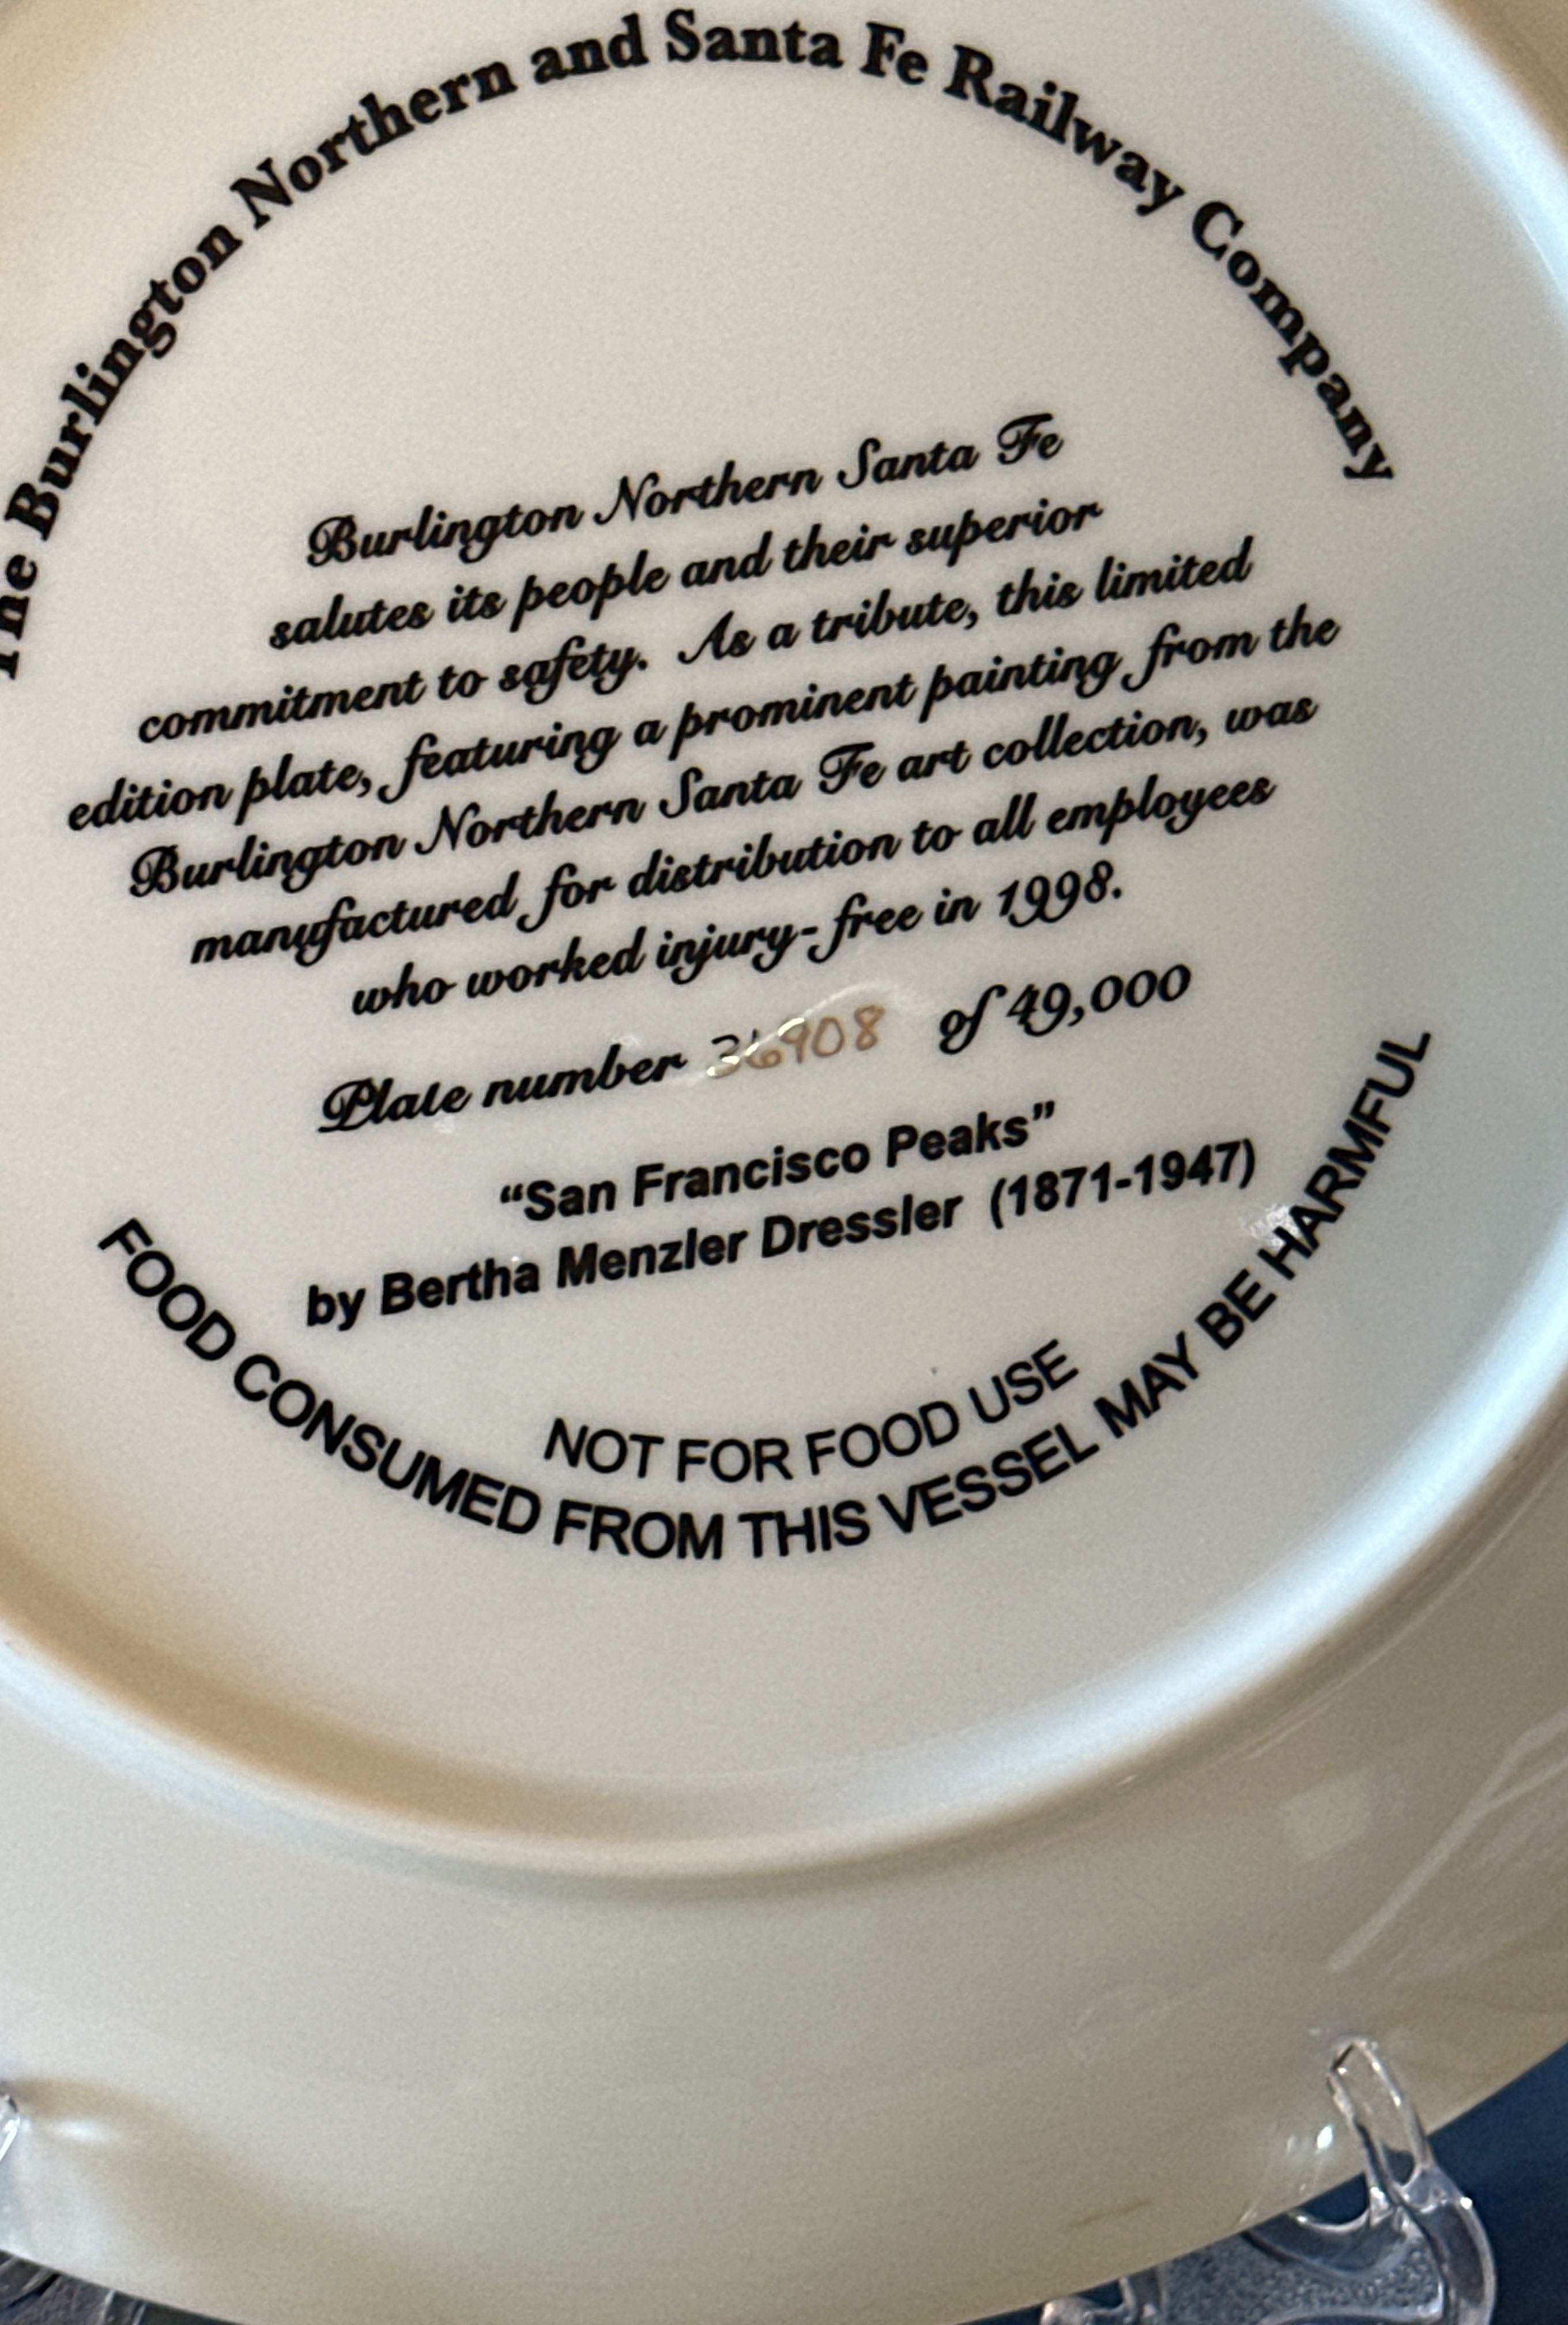 The Burlington Northern and Santa Fe Railway Company
Burlington Northern Santa Fe
salutes its people and their superior
commitment to safety. As a tribute, this limited
edition plate, featuring a prominent painting from the
Burlington Northern Santa Fe art collection, was
manufactured for distribution to all employees
who worked injury-free in 1998.
Plate number 36908 of 49,000
“San Francisco Peaks”
by Bertha Menzler Dressler (1871-1947)
NOT FOR FOOD USE
FOOD CONSUMED FROM THIS VESSEL MAY BE HARMFUL